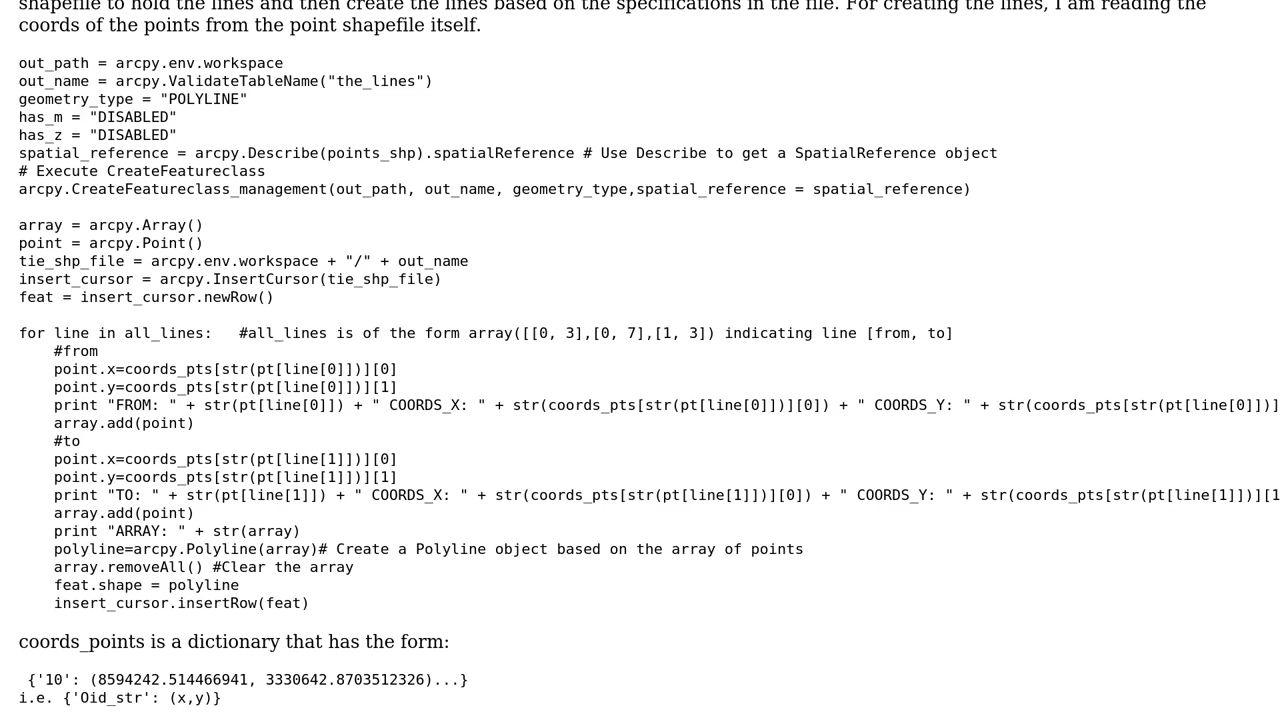 shapefile to hold the lines and then create the lines based on the specifications in the file. For creating the lines, I am reading the
coords of the points from the point shapefile itself.
out_path = arcpy.env.workspace
out_name = arcpy.ValidateTableName("the_lines")
geometry_type = "POLYLINE"
has_m = "DISABLED"
has_z = "DISABLED"
spatial_reference = arcpy.Describe(points_shp).spatialReference # Use Describe to get a SpatialReference object
# Execute CreateFeatureclass
arcpy.CreateFeatureclass_management(out_path, out_name, geometry_type,spatial_reference = spatial_reference)
array = arcpy.Array()
point = arcpy.Point()
tie_shp_file = arcpy.env.workspace + "/" + out_name
insert_cursor = arcpy.InsertCursor(tie_shp_file)
feat = insert_cursor.newRow()
for line in all_lines:   #all_lines is of the form array([[0, 3],[0, 7],[1, 3]) indicating line [from, to]
    #from
    point.x=coords_pts[str(pt[line[0]])][0]
    point.y=coords_pts[str(pt[line[0]])][1]
    print "FROM: " + str(pt[line[0]]) + " COORDS_X: " + str(coords_pts[str(pt[line[0]])][0]) + " COORDS_Y: " + str(coords_pts[str(pt[line[0]])]
    array.add(point)
    #to
    point.x=coords_pts[str(pt[line[1]])][0]
    point.y=coords_pts[str(pt[line[1]])][1]
    print "TO: " + str(pt[line[1]]) + " COORDS_X: " + str(coords_pts[str(pt[line[1]])][0]) + " COORDS_Y: " + str(coords_pts[str(pt[line[1]])][1
    array.add(point)
    print "ARRAY: " + str(array)
    polyline=arcpy.Polyline(array)# Create a Polyline object based on the array of points
    array.removeAll() #Clear the array
    feat.shape = polyline
    insert_cursor.insertRow(feat)
coords_points is a dictionary that has the form:
 {'10': (8594242.514466941, 3330642.8703512326)...}
i.e. {'Oid_str': (x,y)}